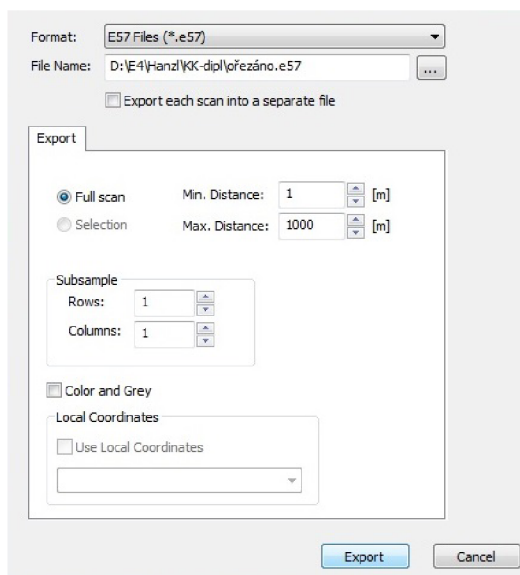 Format: E57 Files (*.e57)
File Name: D:\E4\Hanzl\KK-dipl\ořezáno.e57 ...
Export each scan into a separate file
Export
Full scan Min. Distance: 1 [m]
Selection Max. Distance: 1000 [m]
Subsample
Rows: 1
Columns: 1
Color and Grey
Local Coordinates
Use Local Coordinates
Export Cancel